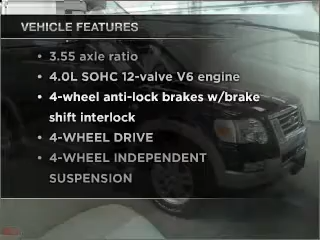 VEHICLE FEATURES
• 3.55 axle ratio
• 4.0L SOHC 12-valve V6 engine
• 4-wheel anti-lock brakes w/brake
shift interlock
• 4-WHEEL DRIVE
• 4-WHEEL INDEPENDENT
SUSPENSION